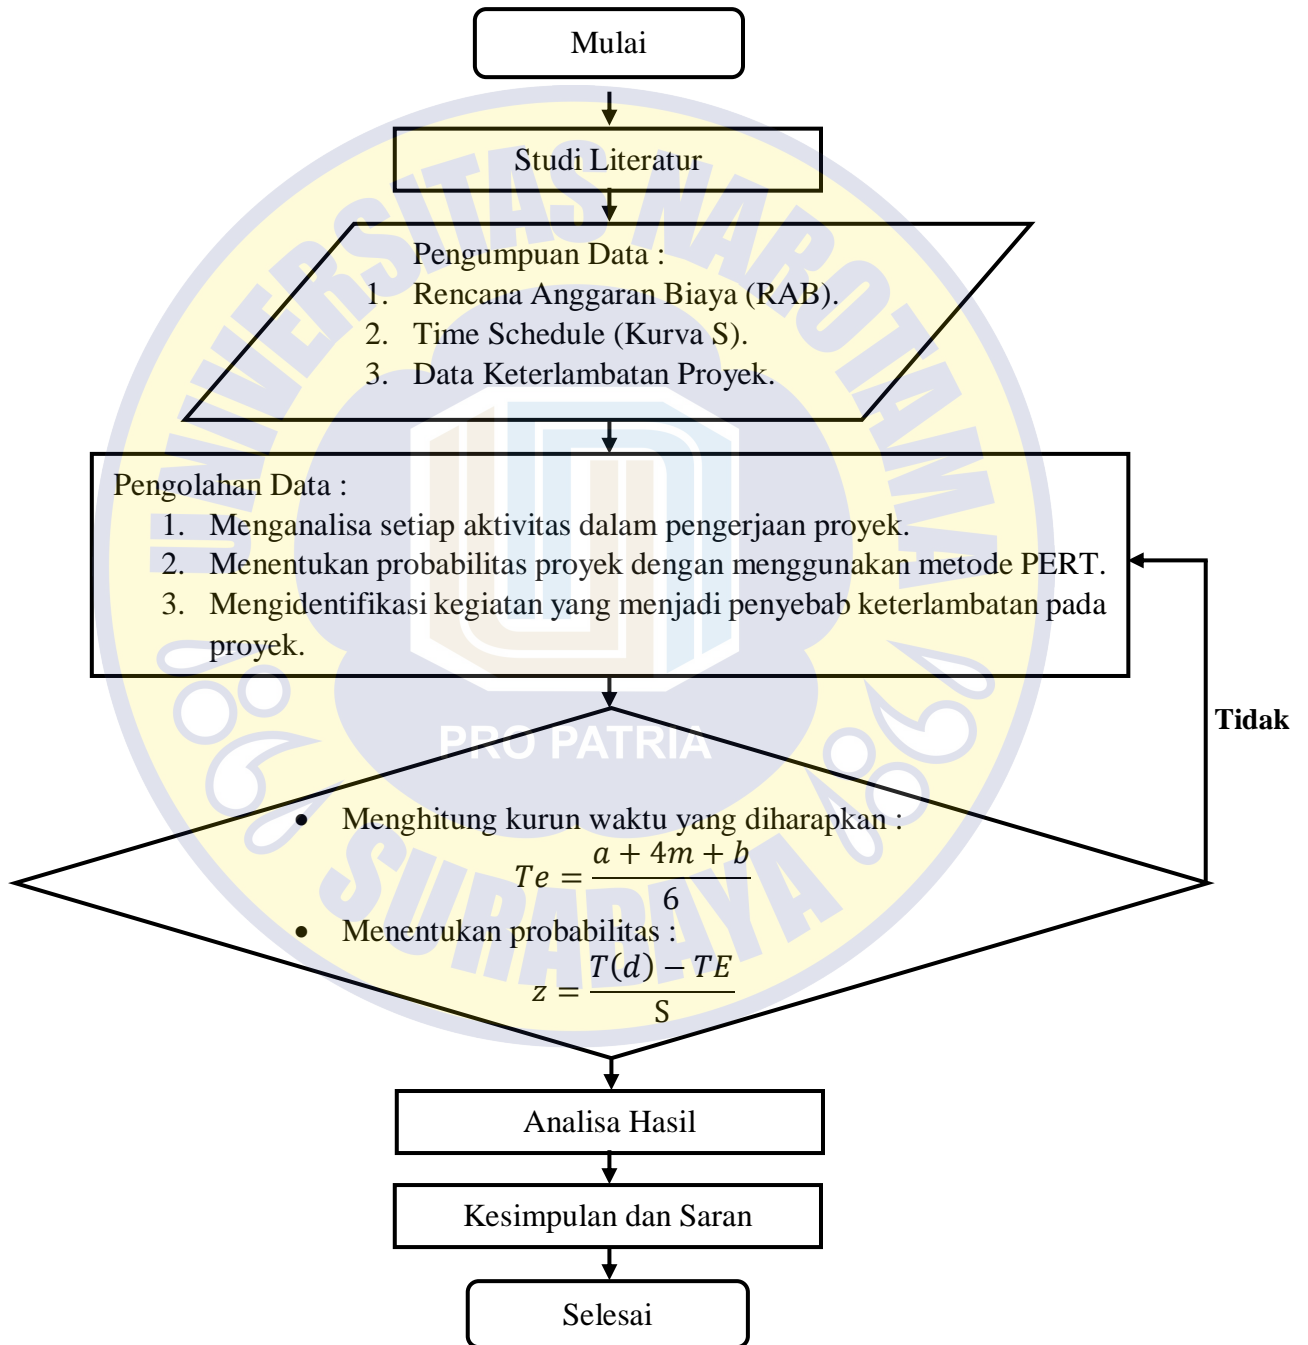 Mulai
Studi Literatur
Pengumpuan Data :
1. Rencana Anggaran Biaya (RAB).
2. Time Schedule (Kurva S).
3. Data Keterlambatan Proyek.
Pengolahan Data :
1. Menganalisa setiap aktivitas dalam pengerjaan proyek.
2. Menentukan probabilitas proyek dengan menggunakan metode PERT.
3. Mengidentifikasi kegiatan yang menjadi penyebab keterlambatan pada
proyek.
Tidak
• Menghitung kurun waktu yang diharapkan :
Te = (a + 4m + b) / 6
• Menentukan probabilitas :
z = (T(d) − TE) / S
Analisa Hasil
Kesimpulan dan Saran
Selesai
UNIVERSITAS NAROTAMA
PRO PATRIA
SURABAYA